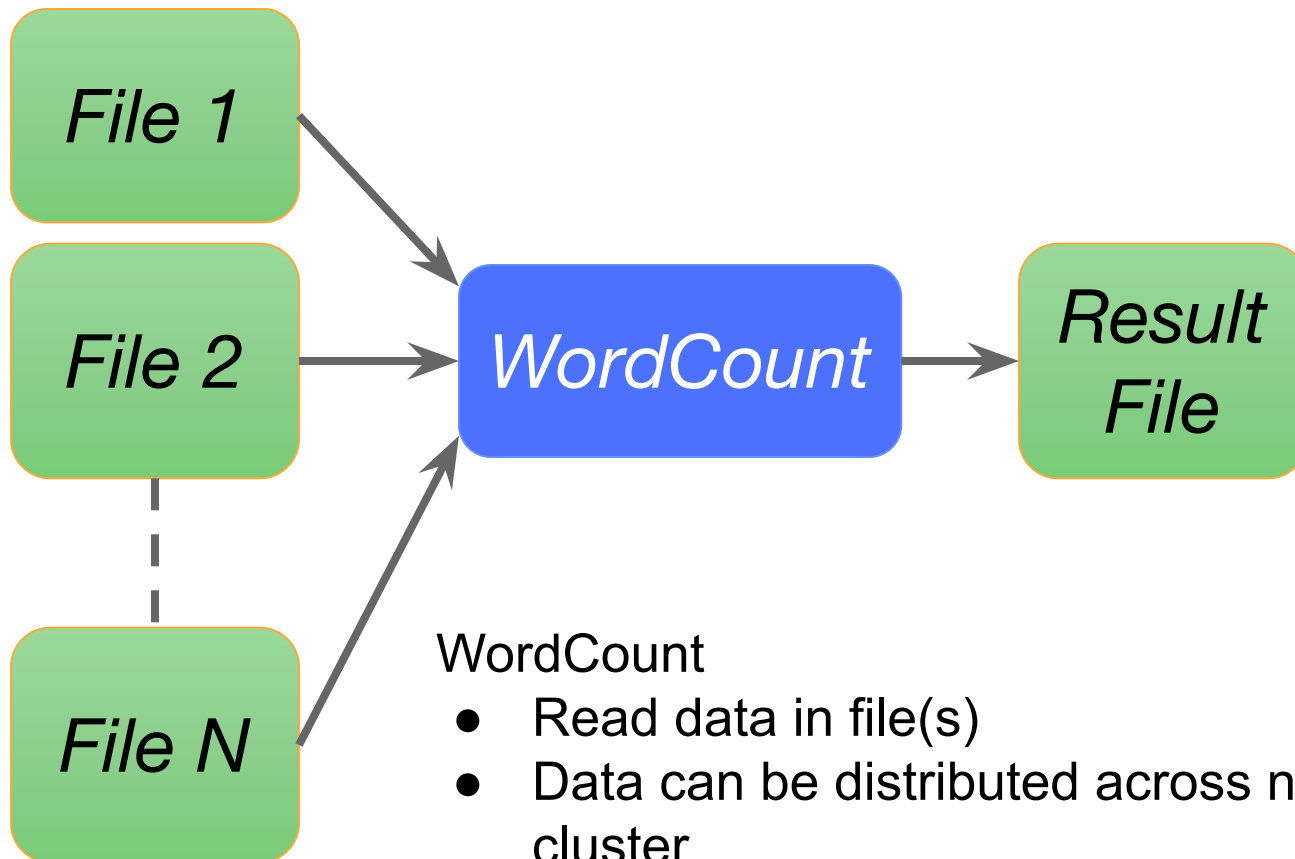 File 1
File 2
WordCount
Result
File
File N
WordCount
● Read data in file(s)
● Data can be distributed across n
cluster